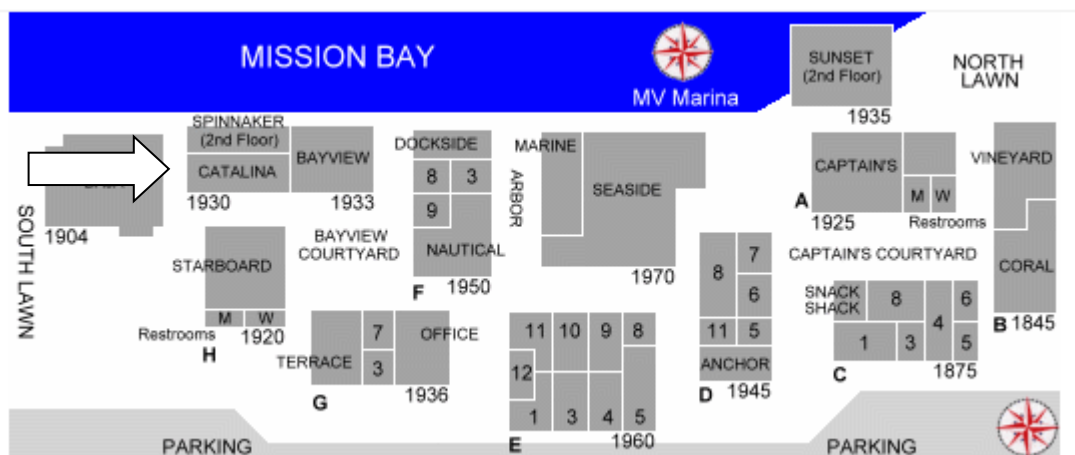 MISSION BAY
MV Marina
SUNSET
(2nd Floor)
1935
NORTH
LAWN
SPINNAKER
(2nd Floor)
CATALINA
1930
BAYVIEW
1933
DOCKSIDE
8 3
9
NAUTICAL
F 1950
MARINE
ARBOR
SEASIDE
1970
CAPTAIN'S
M W
A
1925
Restrooms
VINEYARD
CORAL
B 1845
1904
SOUTH LAWN
STARBOARD
M W
Restrooms
1920
H
BAYVIEW
COURTYARD
TERRACE
7
3
OFFICE
G 1936
11 10 9 8
12
1 3 4 5
E 1960
8 7
6
11 5
ANCHOR
D 1945
CAPTAIN'S COURTYARD
SNACK
SHACK
8 4 6
1 3 5
C 1875
PARKING
PARKING